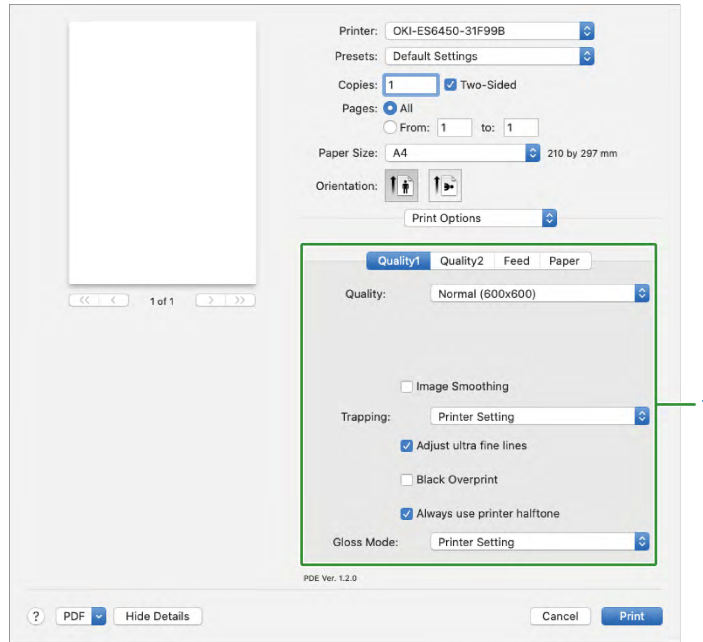 Printer: OKI-ES6450-31F99B
Presets: Default Settings
Copies: 1 Two-Sided
Pages: All
From: 1 to: 1
Paper Size: A4 210 by 297 mm
Orientation:
Print Options
Quality1 Quality2 Feed Paper
Quality: Normal (600x600)
<< < 1 of 1 > >>
Image Smoothing
Trapping: Printer Setting
Adjust ultra fine lines
Black Overprint
Always use printer halftone
Gloss Mode: Printer Setting
PDE Ver. 1.2.0
? PDF Hide Details Cancel Print